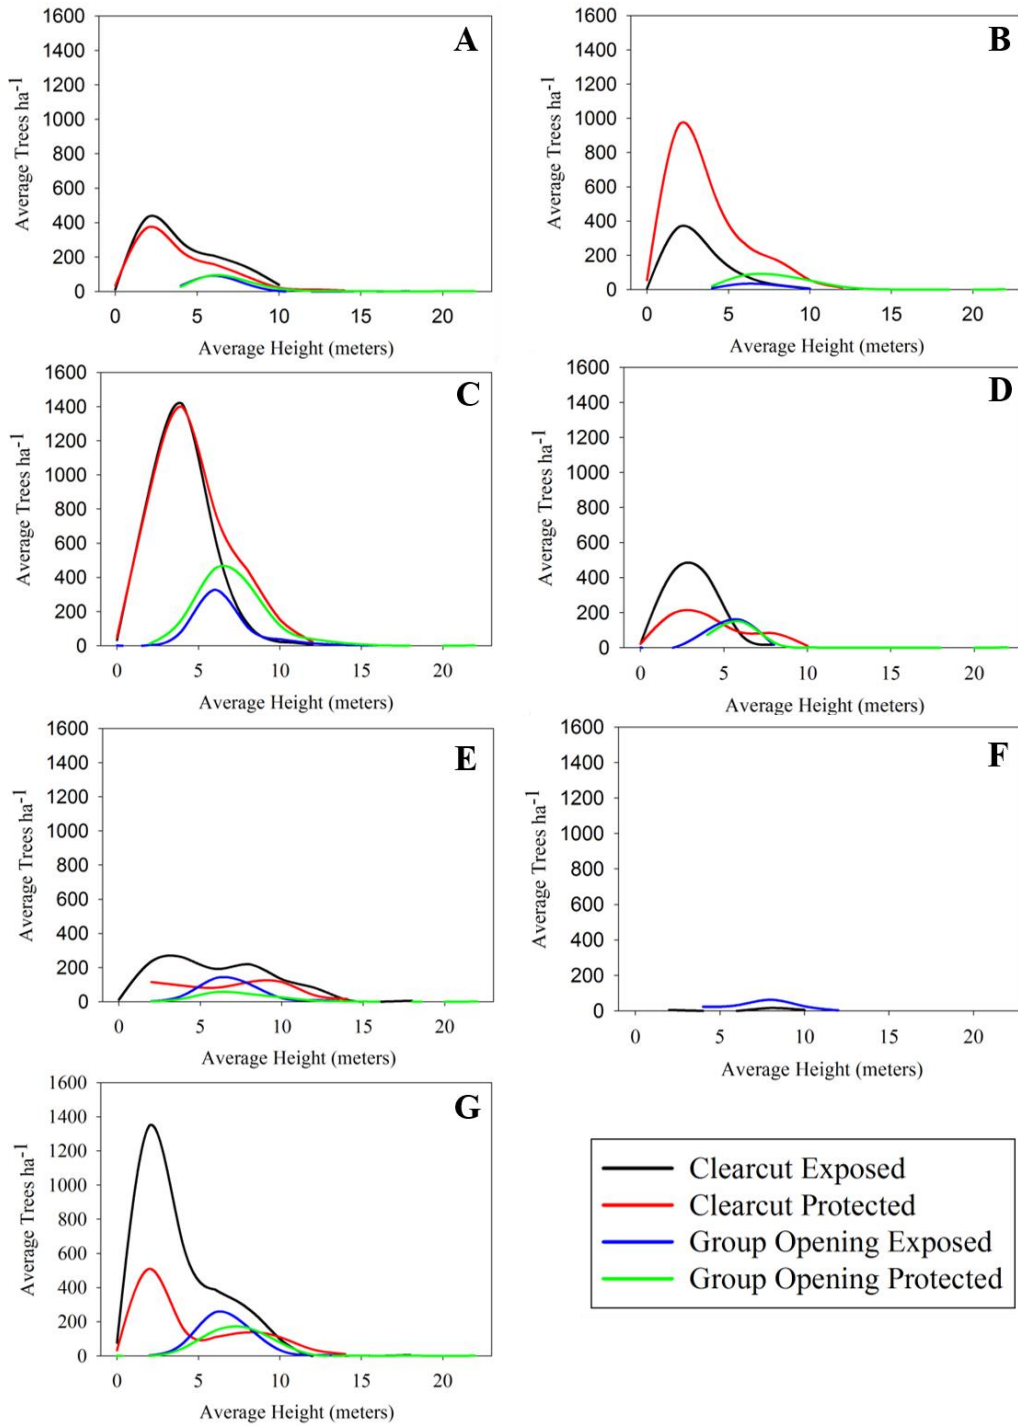 A
1600
1400
1200
1000
800
600
400
200
0
Average Trees ha⁻¹
0 5 10 15 20
Average Height (meters)
B
1600
1400
1200
1000
800
600
400
200
0
Average Trees ha⁻¹
0 5 10 15 20
Average Height (meters)
C
1600
1400
1200
1000
800
600
400
200
0
Average Trees ha⁻¹
0 5 10 15 20
Average Height (meters)
D
1600
1400
1200
1000
800
600
400
200
0
Average Trees ha⁻¹
0 5 10 15 20
Average Height (meters)
E
1600
1400
1200
1000
800
600
400
200
0
Average Trees ha⁻¹
0 5 10 15 20
Average Height (meters)
F
1600
1400
1200
1000
800
600
400
200
0
Average Trees ha⁻¹
0 5 10 15 20
Average Height (meters)
G
1600
1400
1200
1000
800
600
400
200
0
Average Trees ha⁻¹
0 5 10 15 20
Average Height (meters)
Clearcut Exposed
Clearcut Protected
Group Opening Exposed
Group Opening Protected